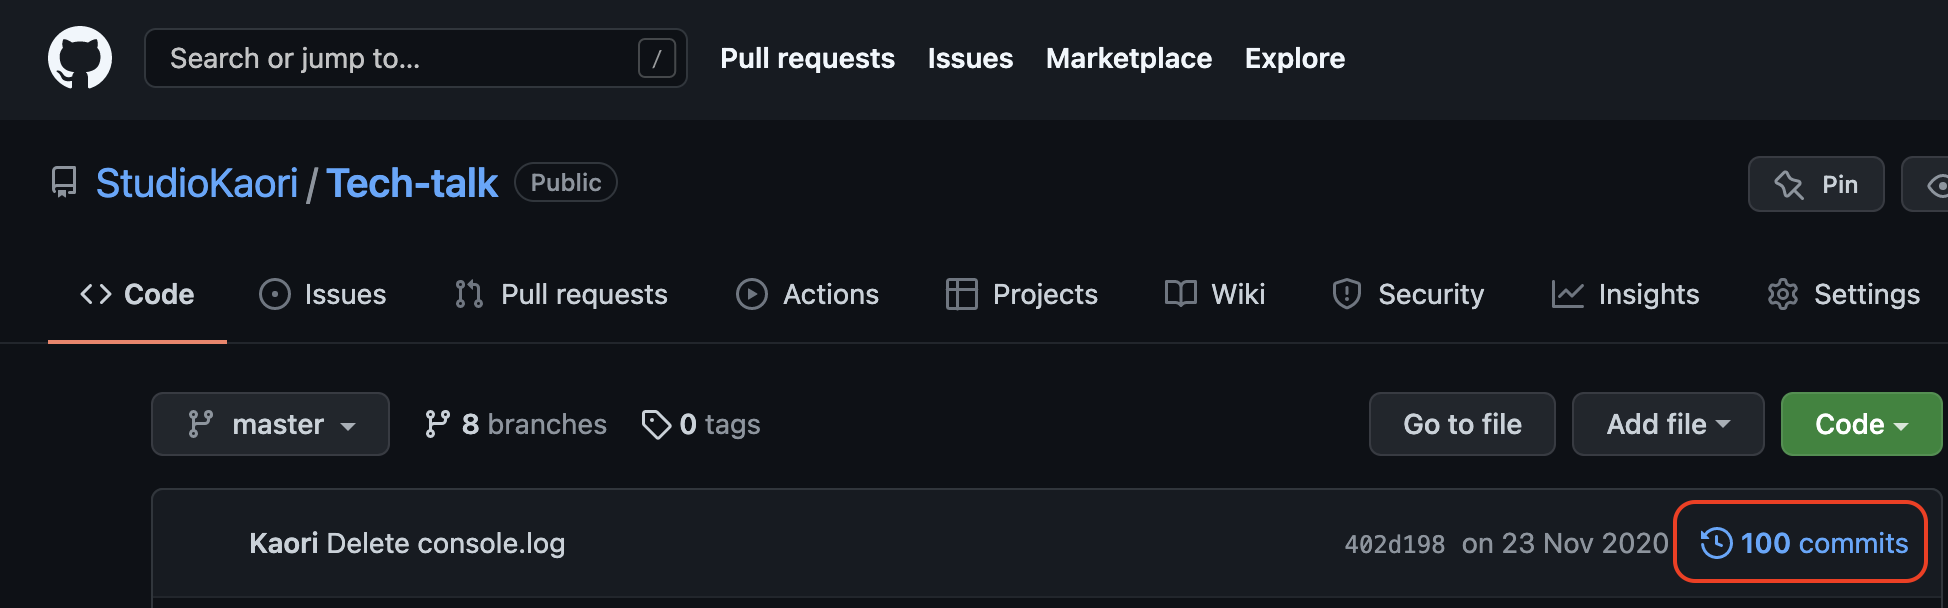 Search or jump to... / Pull requests Issues Marketplace Explore
StudioKaori / Tech-talk Public Pin
Code Issues Pull requests Actions Projects Wiki Security Insights Settings
master 8 branches 0 tags Go to file Add file Code
Kaori Delete console.log 402d198 on 23 Nov 2020 100 commits